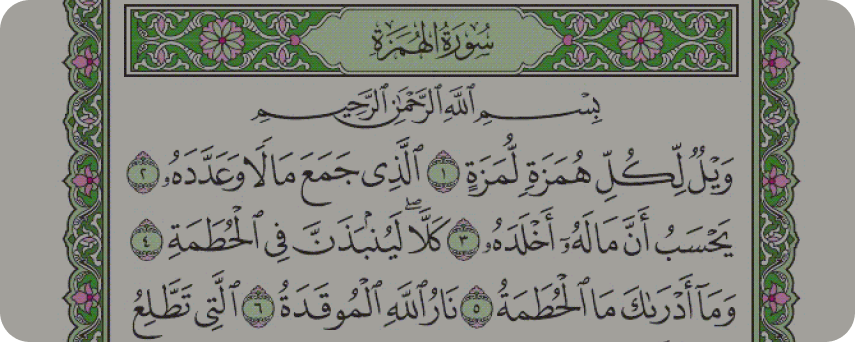 سُورَةُ الْهُمَزَةِ
بِسْمِ ٱللَّهِ ٱلرَّحْمَٰنِ ٱلرَّحِيمِ
وَيْلٌ لِّكُلِّ هُمَزَةٍ لُّمَزَةٍ ١ ٱلَّذِى جَمَعَ مَالًا وَعَدَّدَهُۥ ٢
يَحْسَبُ أَنَّ مَالَهُۥٓ أَخْلَدَهُۥ ٣ كَلَّا ۖ لَيُنۢبَذَنَّ فِى ٱلْحُطَمَةِ ٤
وَمَآ أَدْرَىٰكَ مَا ٱلْحُطَمَةُ ٥ نَارُ ٱللَّهِ ٱلْمُوقَدَةُ ٦ ٱلَّتِى تَطَّلِعُ